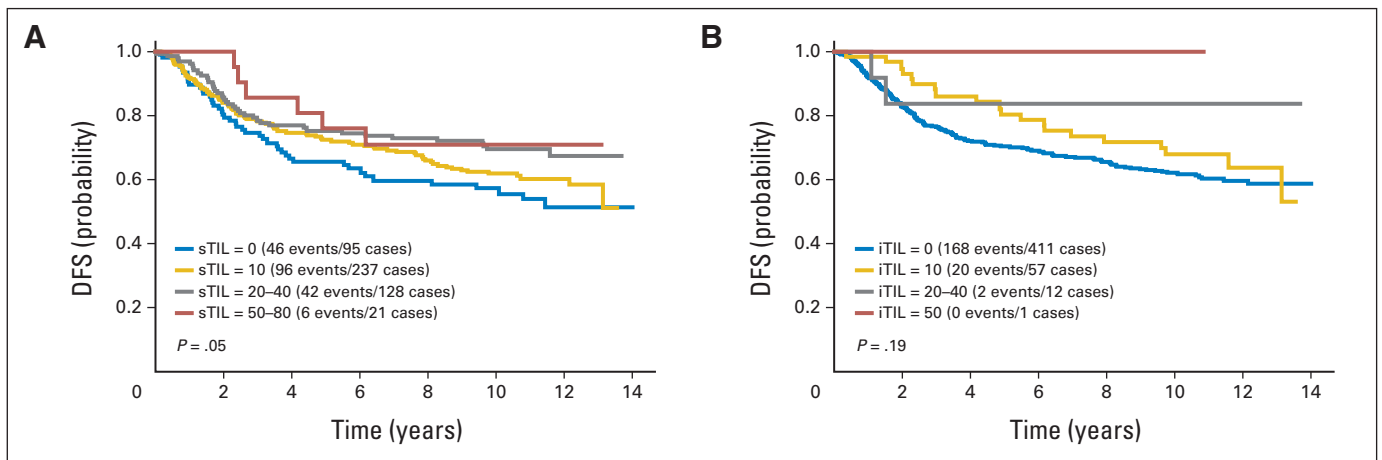 A
1.0
0.8
0.6
0.4
0.2
DFS (probability)
sTIL = 0 (46 events/95 cases)
sTIL = 10 (96 events/237 cases)
sTIL = 20–40 (42 events/128 cases)
sTIL = 50–80 (6 events/21 cases)
P = .05
0 2 4 6 8 10 12 14
Time (years)
B
1.0
0.8
0.6
0.4
0.2
DFS (probability)
iTIL = 0 (168 events/411 cases)
iTIL = 10 (20 events/57 cases)
iTIL = 20–40 (2 events/12 cases)
iTIL = 50 (0 events/1 cases)
P = .19
0 2 4 6 8 10 12 14
Time (years)